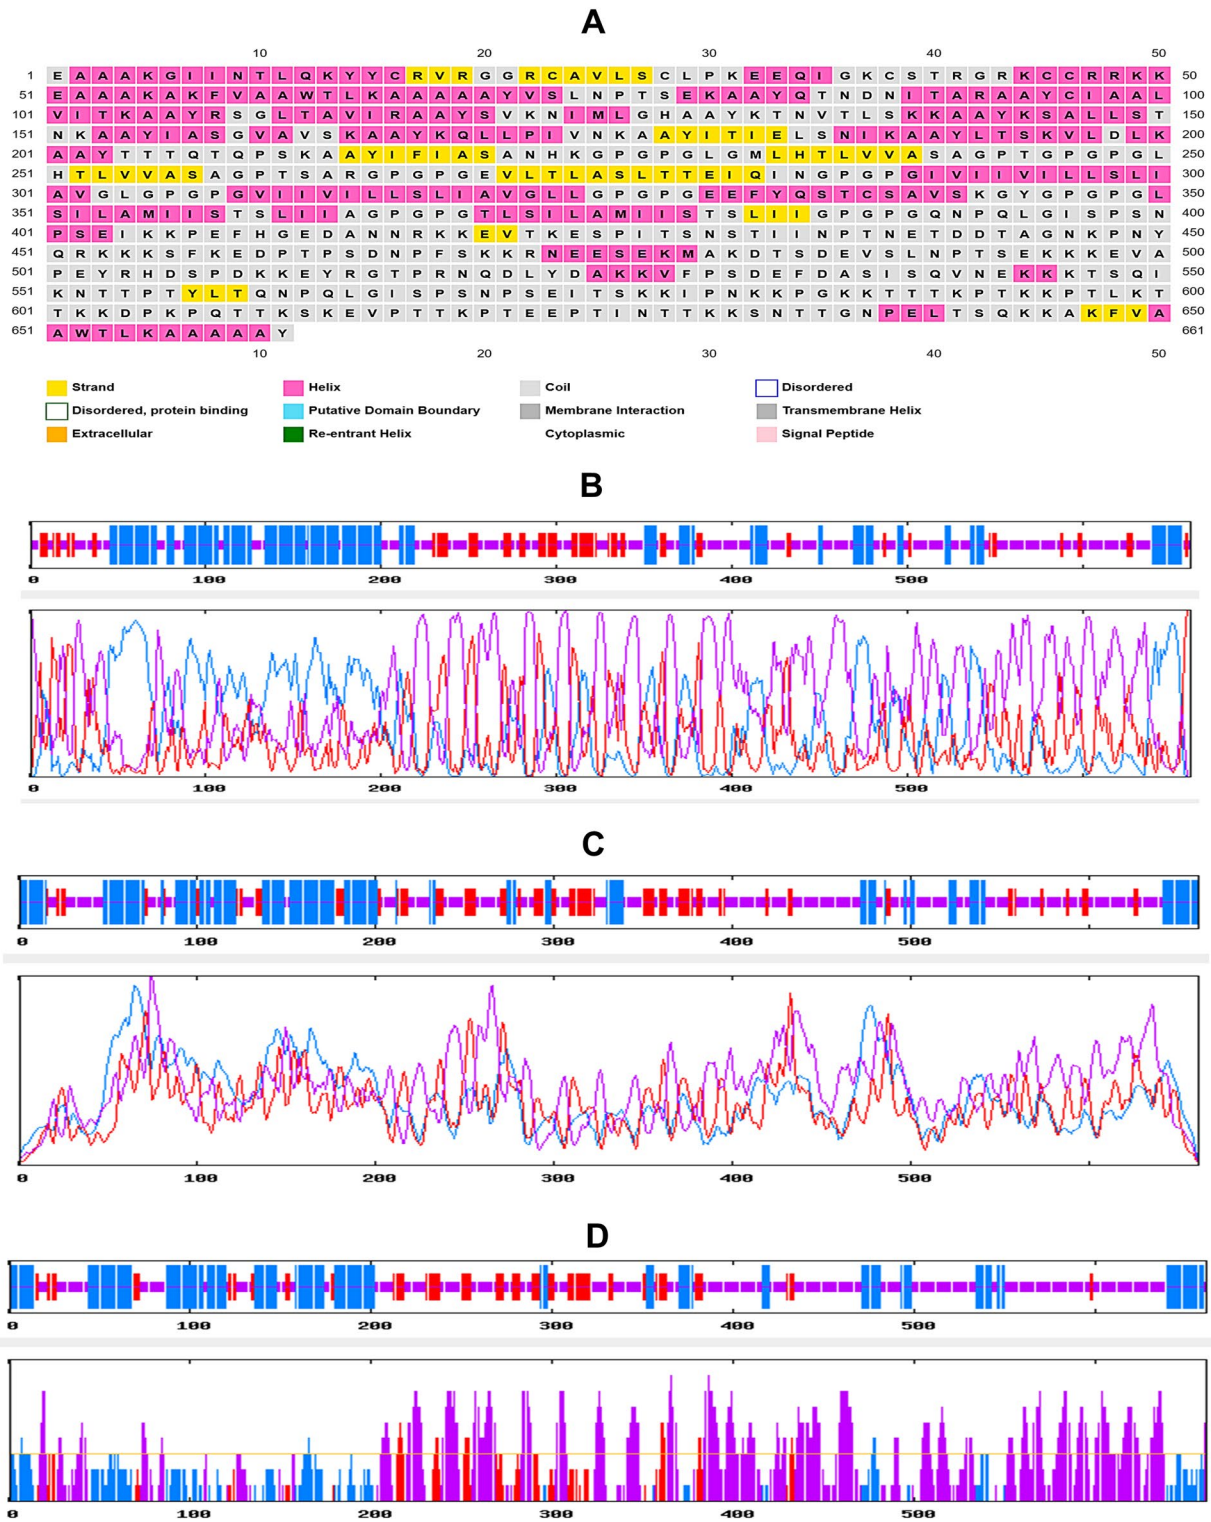 A
10 20 30 40 50
1 E A A A K G I I N T L Q K Y Y C R V R G G R C A V L S C L P K E E Q I G K C S T R G R K C C R R K K 50
51 E A A A K A K F V A A W T L K A A A A A Y V S L N P T S E K A A Y Q T N D N I T A R A A Y C I A A L 100
101 V I T K A A Y R S G L T A V I R A A Y S V K N I M L G H A A Y K T N V T L S K K A A Y K S A L L S T 150
151 N K A A Y I A S G V A V S K A A Y K Q L L P I V N K A A Y I T I E L S N I K A A Y L T S K V L D L K 200
201 A A Y T T T Q T Q P S K A A Y I F I A S A N H K G P G P G L G M L H T L V V A S A G P T G P G P G L 250
251 H T L V V A S A G P T S A R G P G P G E V L T L A S L T T E I Q I N G P G P G I V I I V I L L S L I 300
301 A V G L G P G P G V I I V I L L S L I A V G L L G P G P G E E F Y Q S T C S A V S K G Y G P G P G L 350
351 S I L A M I I S T S L I I A G P G P G T L S I L A M I I S T S L I I G P G P G Q N P Q L G I S P S N 400
401 P S E I K K P E F H G E D A N N R K K E V T K E S P I T S N S T I I N P T N E T D D T A G N K P N Y 450
451 Q R K K K S F K E D P T P S D N P F S K K R N E E S E K M A K D T S D E V S L N P T S E K K K E V A 500
501 P E Y R H D S P D K K E Y R G T P R N Q D L Y D A K K V F P S D E F D A S I S Q V N E K K K T S Q I 550
551 K N T T P T Y L T Q N P Q L G I S P S N P S E I T S K K I P N K K P G K K T T T K P T K K P T L K T 600
601 T K K D P K P Q T T K S K E V P T T K P T E E P T I N T T K K S N T T G N P E L T S Q K K A K F V A 650
651 A W T L K A A A A A Y 661
10 20 30 40 50
Strand Helix Coil Disordered
Disordered, protein binding Putative Domain Boundary Membrane Interaction Transmembrane Helix
Extracellular Re-entrant Helix Cytoplasmic Signal Peptide
B
0 100 200 300 400 500
0 100 200 300 400 500
C
0 100 200 300 400 500
0 100 200 300 400 500
D
0 100 200 300 400 500
0 100 200 300 400 500